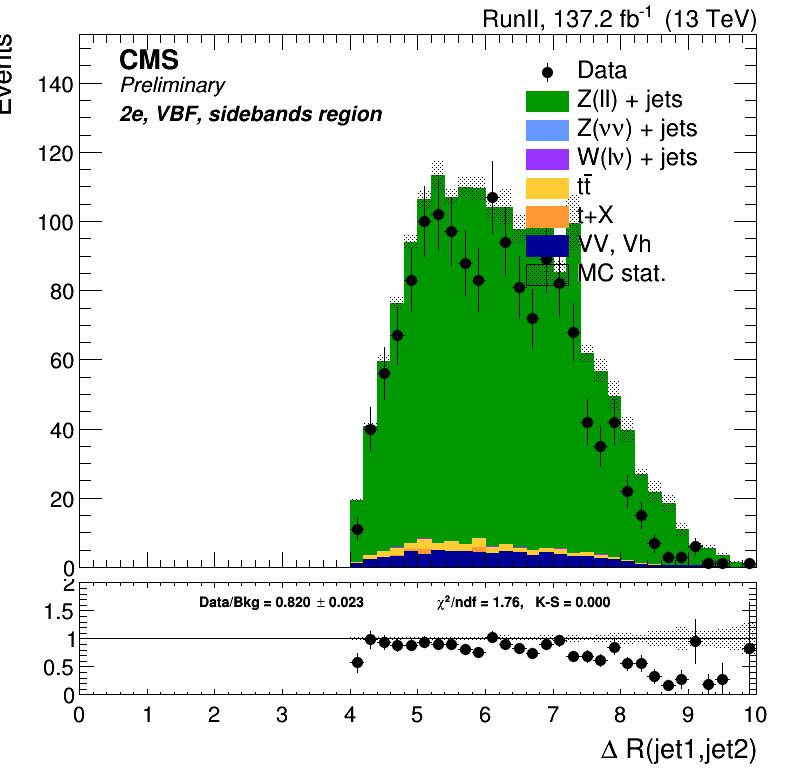 RunII, 137.2 fb⁻¹ (13 TeV)
Events
CMS
Preliminary
2e, VBF, sidebands region
Data
Z(ll) + jets
Z(νν) + jets
W(lν) + jets
tt̄
t+X
VV, Vh
MC stat.
140
120
100
80
60
40
20
0
Data/Bkg = 0.820 ± 0.023
χ²/ndf = 1.76, K-S = 0.000
2
1.5
1
0.5
0
0 1 2 3 4 5 6 7 8 9 10
Δ R(jet1,jet2)